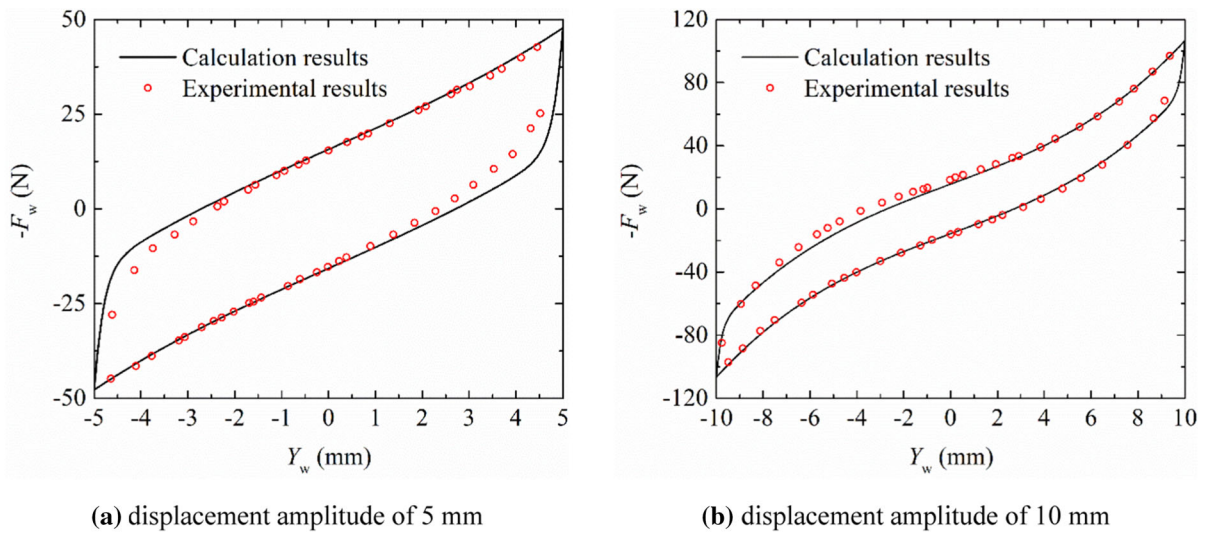 50
25
0
-25
-50
-F_w (N)
Calculation results
Experimental results
-5 -4 -3 -2 -1 0 1 2 3 4 5
Y_w (mm)
(a) displacement amplitude of 5 mm
120
80
40
0
-40
-80
-120
-F_w (N)
Calculation results
Experimental results
-10 -8 -6 -4 -2 0 2 4 6 8 10
Y_w (mm)
(b) displacement amplitude of 10 mm